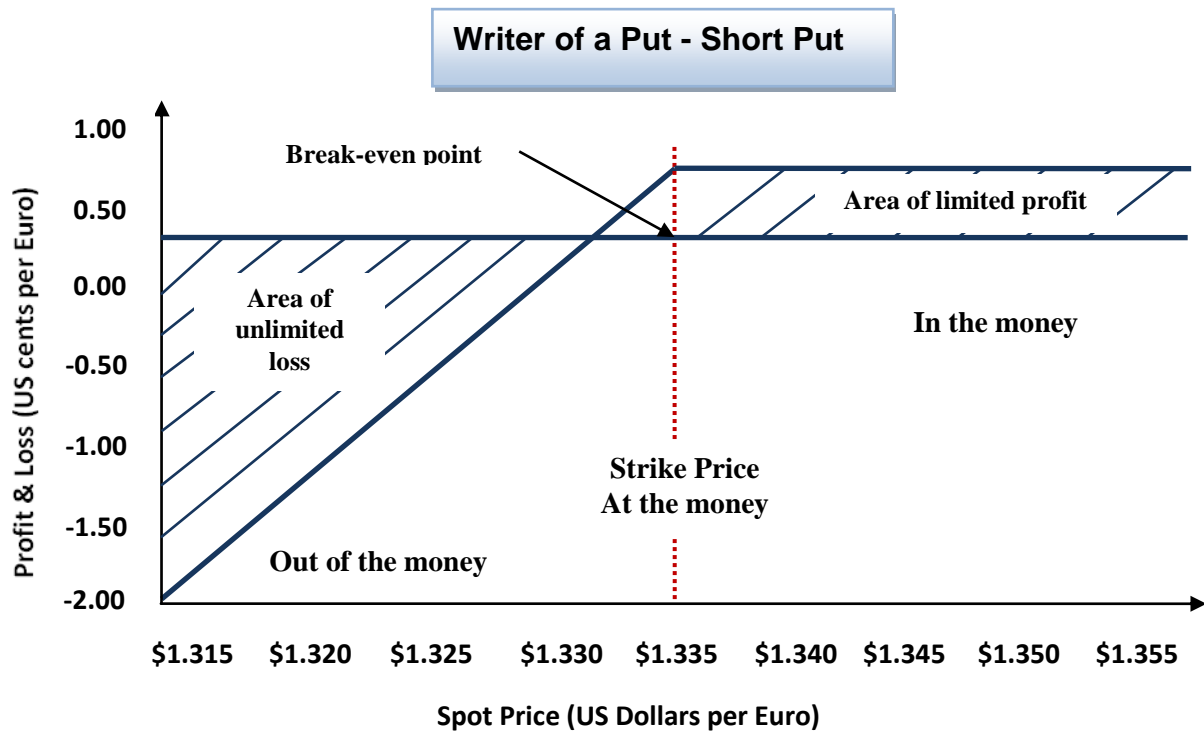 Writer of a Put - Short Put
1.00
Break-even point
0.50
Area of limited profit
0.00
Area of
unlimited
loss
In the money
-0.50
-1.00
Strike Price
At the money
-1.50
Out of the money
-2.00
Profit & Loss (US cents per Euro)
$1.315 $1.320 $1.325 $1.330 $1.335 $1.340 $1.345 $1.350 $1.355
Spot Price (US Dollars per Euro)